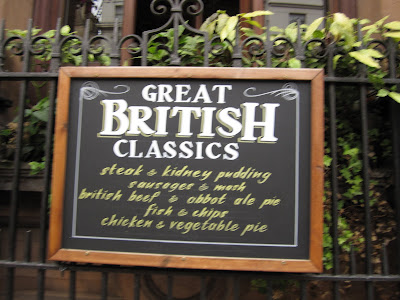 GREAT
BRITISH
CLASSICS
steak & kidney pudding
sausages & mash
british beef & abbot ale pie
fish & chips
chicken & vegetable pie